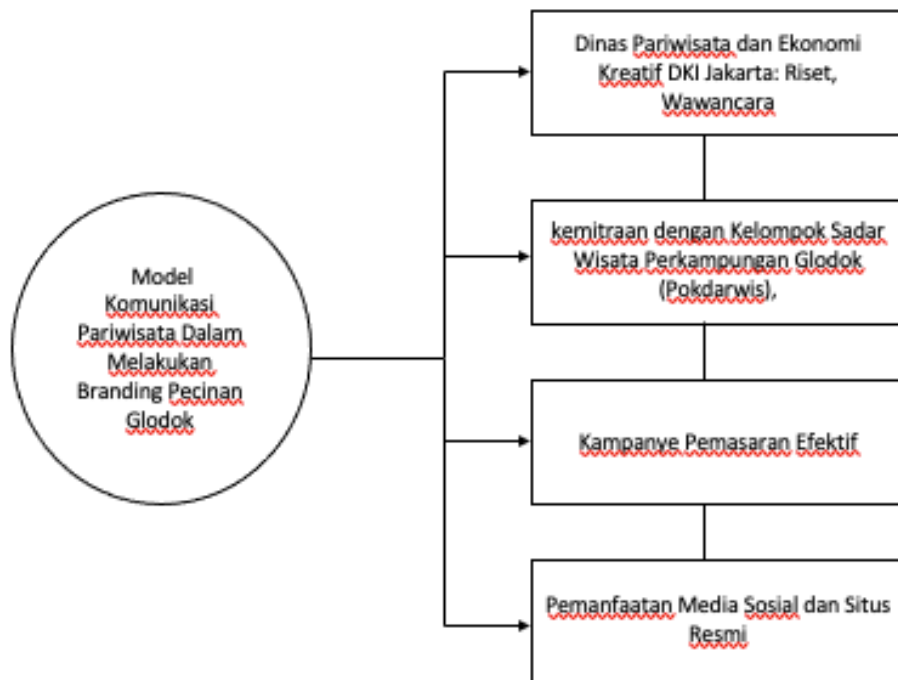 Model
Komunikasi
Pariwisata Dalam
Melakukan
Branding Pecinan
Glodok
Dinas Pariwisata dan Ekonomi
Kreatif DKI Jakarta: Riset,
Wawancara
kemitraan dengan Kelompok Sadar
Wisata Perkampungan Glodok
(Pokdarwis),
Kampanye Pemasaran Efektif
Pemanfaatan Media Sosial dan Situs
Resmi